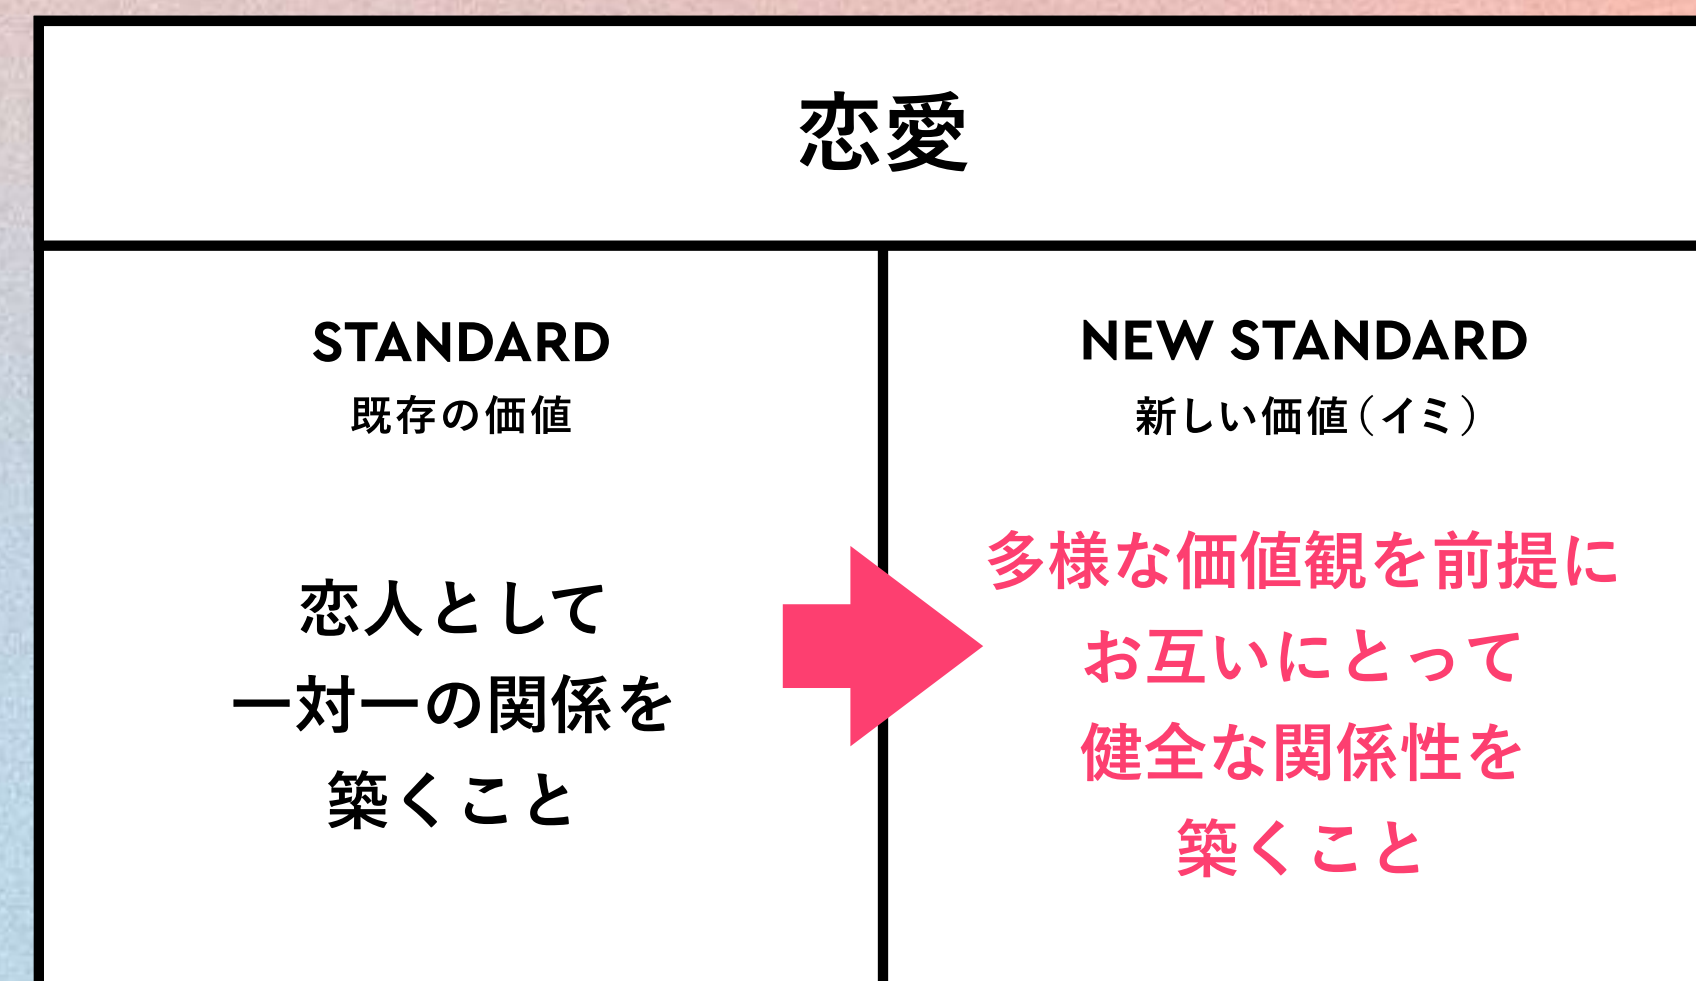 恋愛
STANDARD
既存の価値
恋人として
一対一の関係を
築くこと
NEW STANDARD
新しい価値（イミ）
多様な価値観を前提に
お互いにとって
健全な関係性を
築くこと